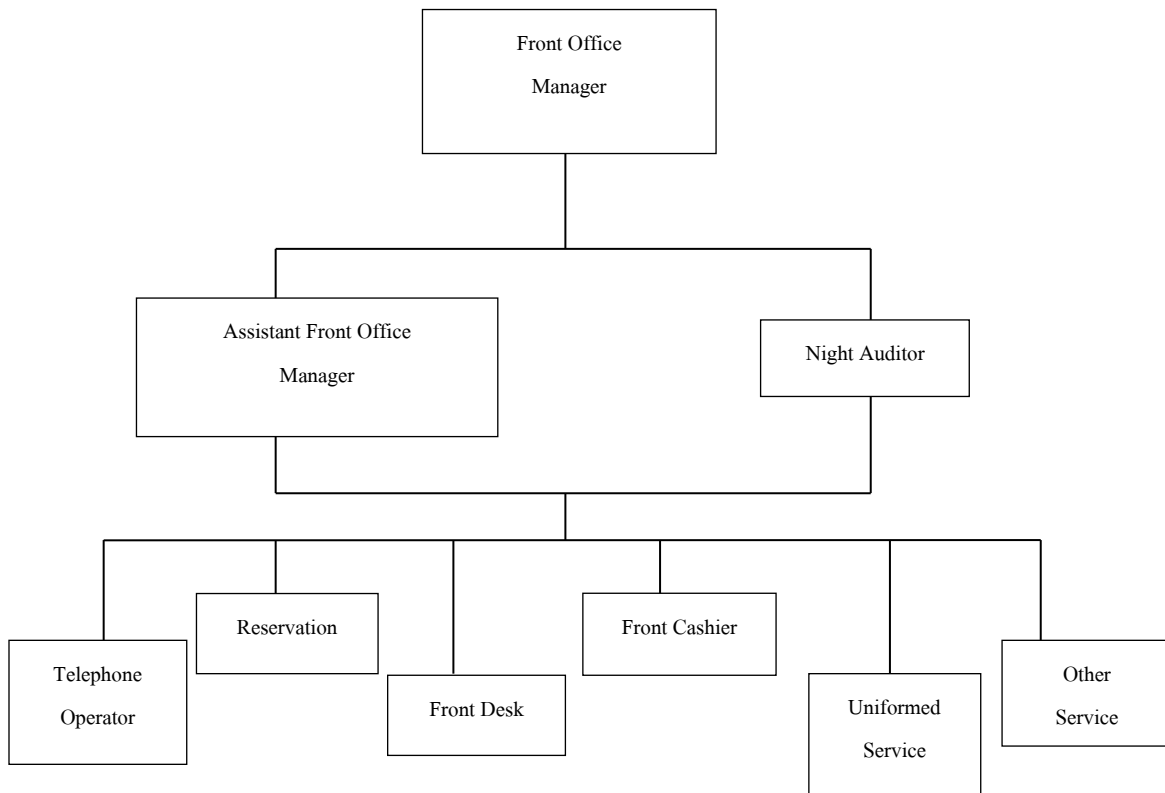 Front Office
Manager
Assistant Front Office
Manager
Night Auditor
Reservation
Front Cashier
Telephone
Operator
Front Desk
Uniformed
Service
Other
Service